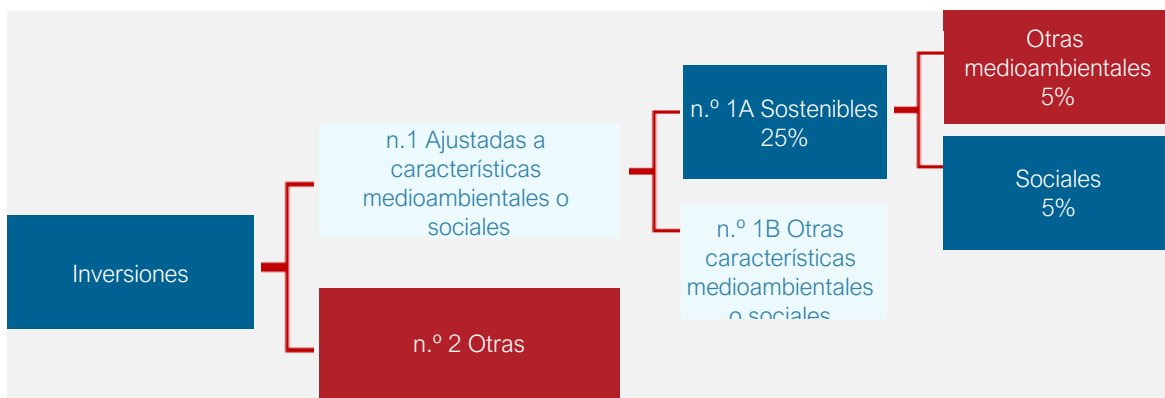 Inversiones
n.1 Ajustadas a
características
medioambientales o
sociales
n.º 2 Otras
n.º 1A Sostenibles
25%
n.º 1B Otras
características
medioambientales
o sociales
Otras
medioambientales
5%
Sociales
5%